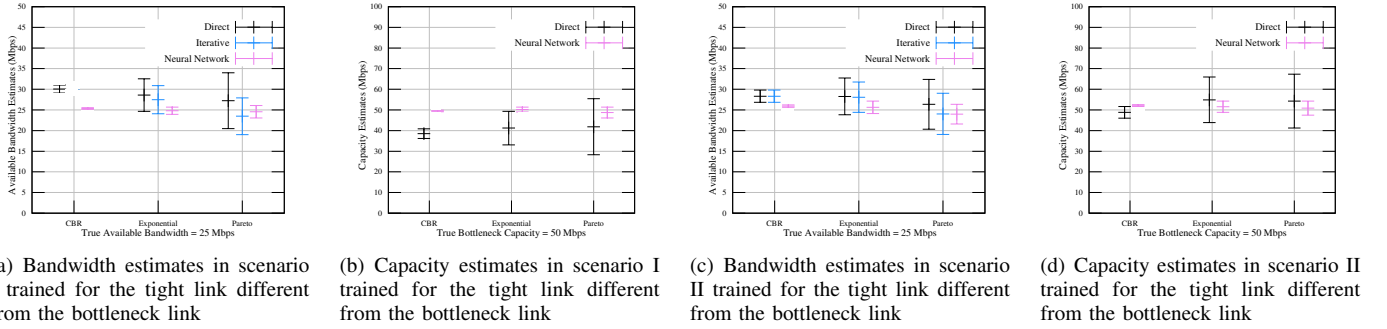 50
45
40
35
30
25
20
15
10
5
0
Available Bandwidth Estimates (Mbps)
Direct
Iterative
Neural Network
CBR Exponential Pareto
True Available Bandwidth = 25 Mbps
100
90
80
70
60
50
40
30
20
10
0
Capacity Estimates (Mbps)
Direct
Neural Network
CBR Exponential Pareto
True Bottleneck Capacity = 50 Mbps
50
45
40
35
30
25
20
15
10
5
0
Available Bandwidth Estimates (Mbps)
Direct
Iterative
Neural Network
CBR Exponential Pareto
True Available Bandwidth = 25 Mbps
100
90
80
70
60
50
40
30
20
10
0
Capacity Estimates (Mbps)
Direct
Neural Network
CBR Exponential Pareto
True Bottleneck Capacity = 50 Mbps
a) Bandwidth estimates in scenario
trained for the tight link different
rom the bottleneck link
(b) Capacity estimates in scenario I
trained for the tight link different
from the bottleneck link
(c) Bandwidth estimates in scenario
II trained for the tight link different
from the bottleneck link
(d) Capacity estimates in scenario II
trained for the tight link different
from the bottleneck link